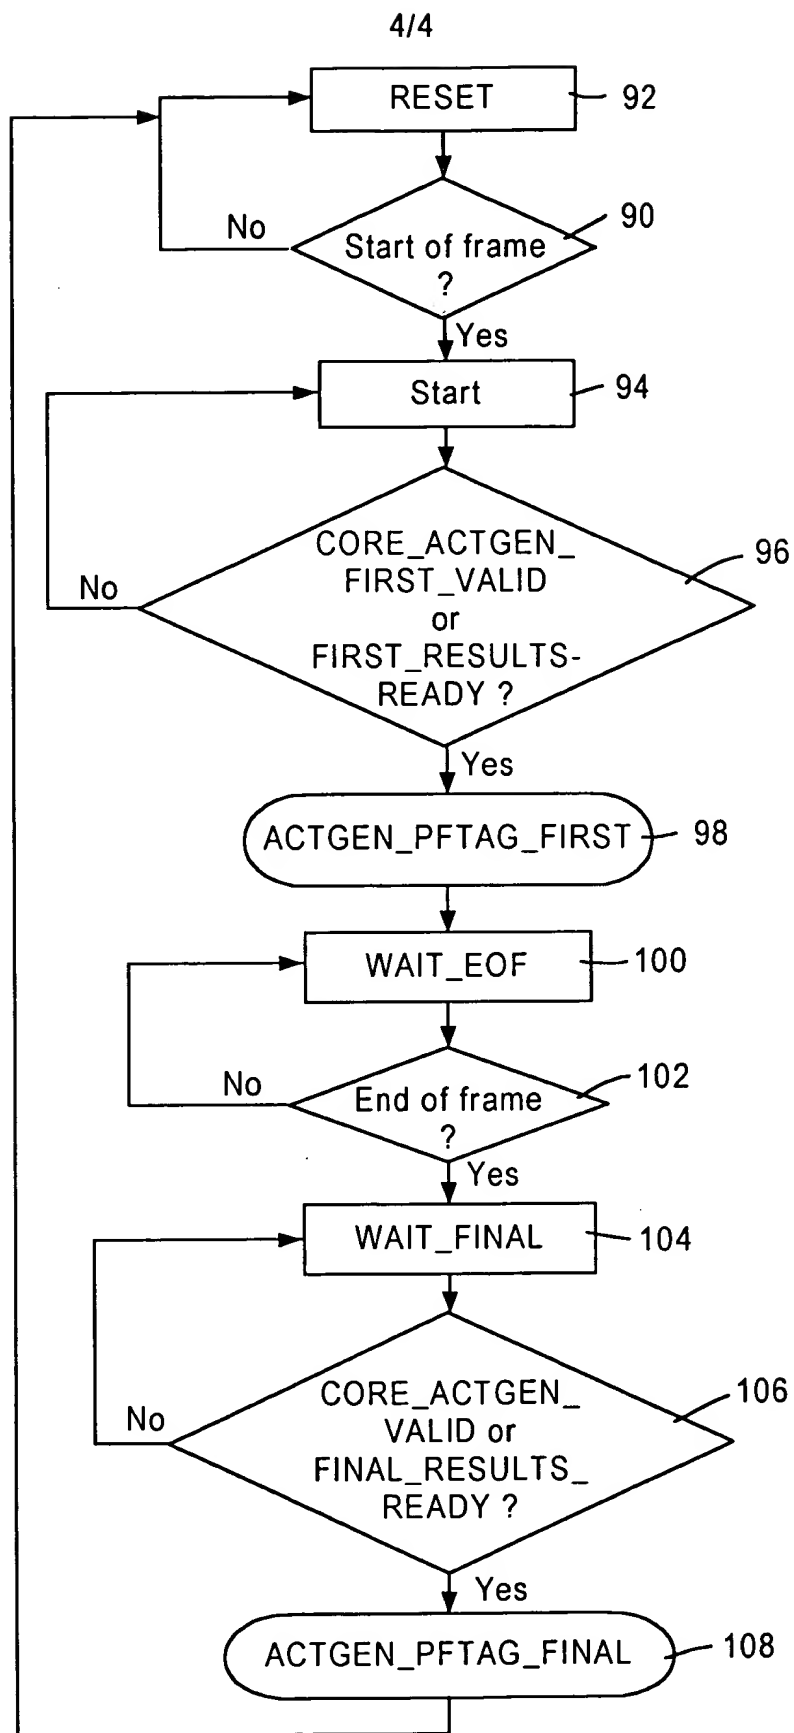 4/4
RESET
92
90
No
Start of frame
?
Yes
Start
94
CORE_ACTGEN_
FIRST_VALID
or
FIRST_RESULTS-
READY ?
96
No
Yes
ACTGEN_PFTAG_FIRST
98
WAIT_EOF
100
No
End of frame
?
102
Yes
WAIT_FINAL
104
CORE_ACTGEN_
VALID or
FINAL_RESULTS_
READY ?
106
No
Yes
ACTGEN_PFTAG_FINAL
108